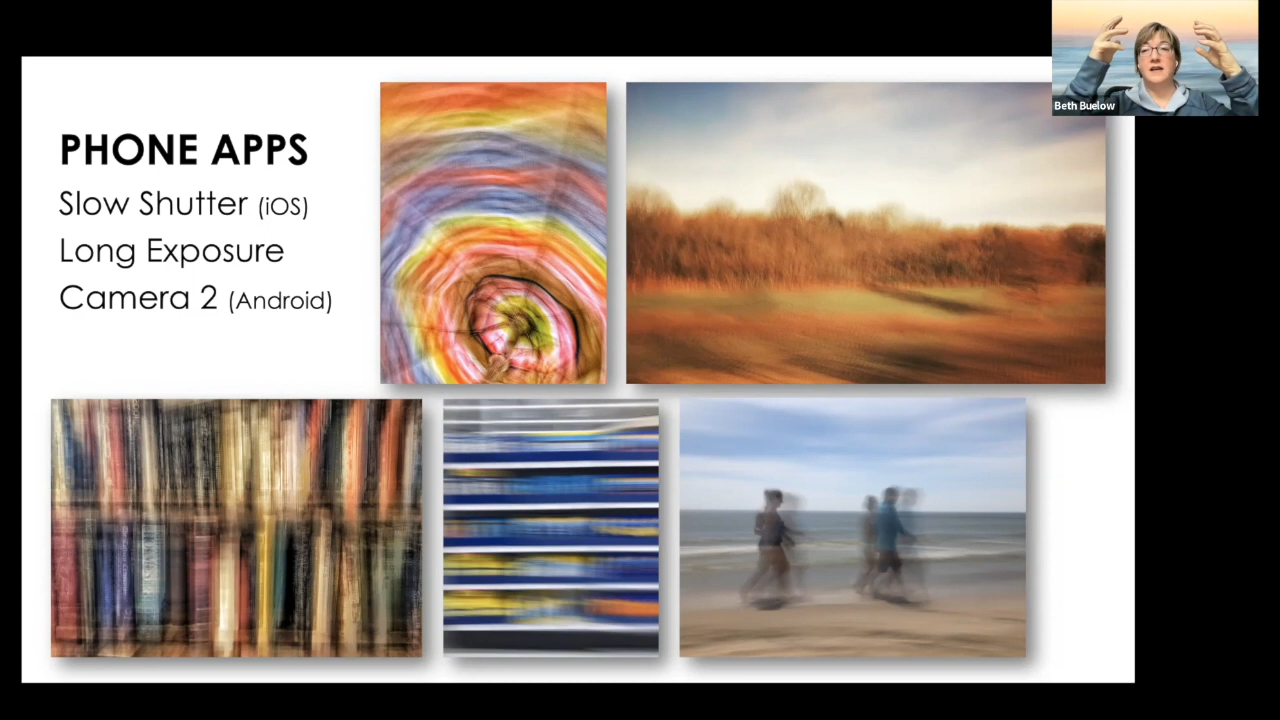 PHONE APPS
Slow Shutter (iOS)
Long Exposure
Camera 2 (Android)
Beth Buelow